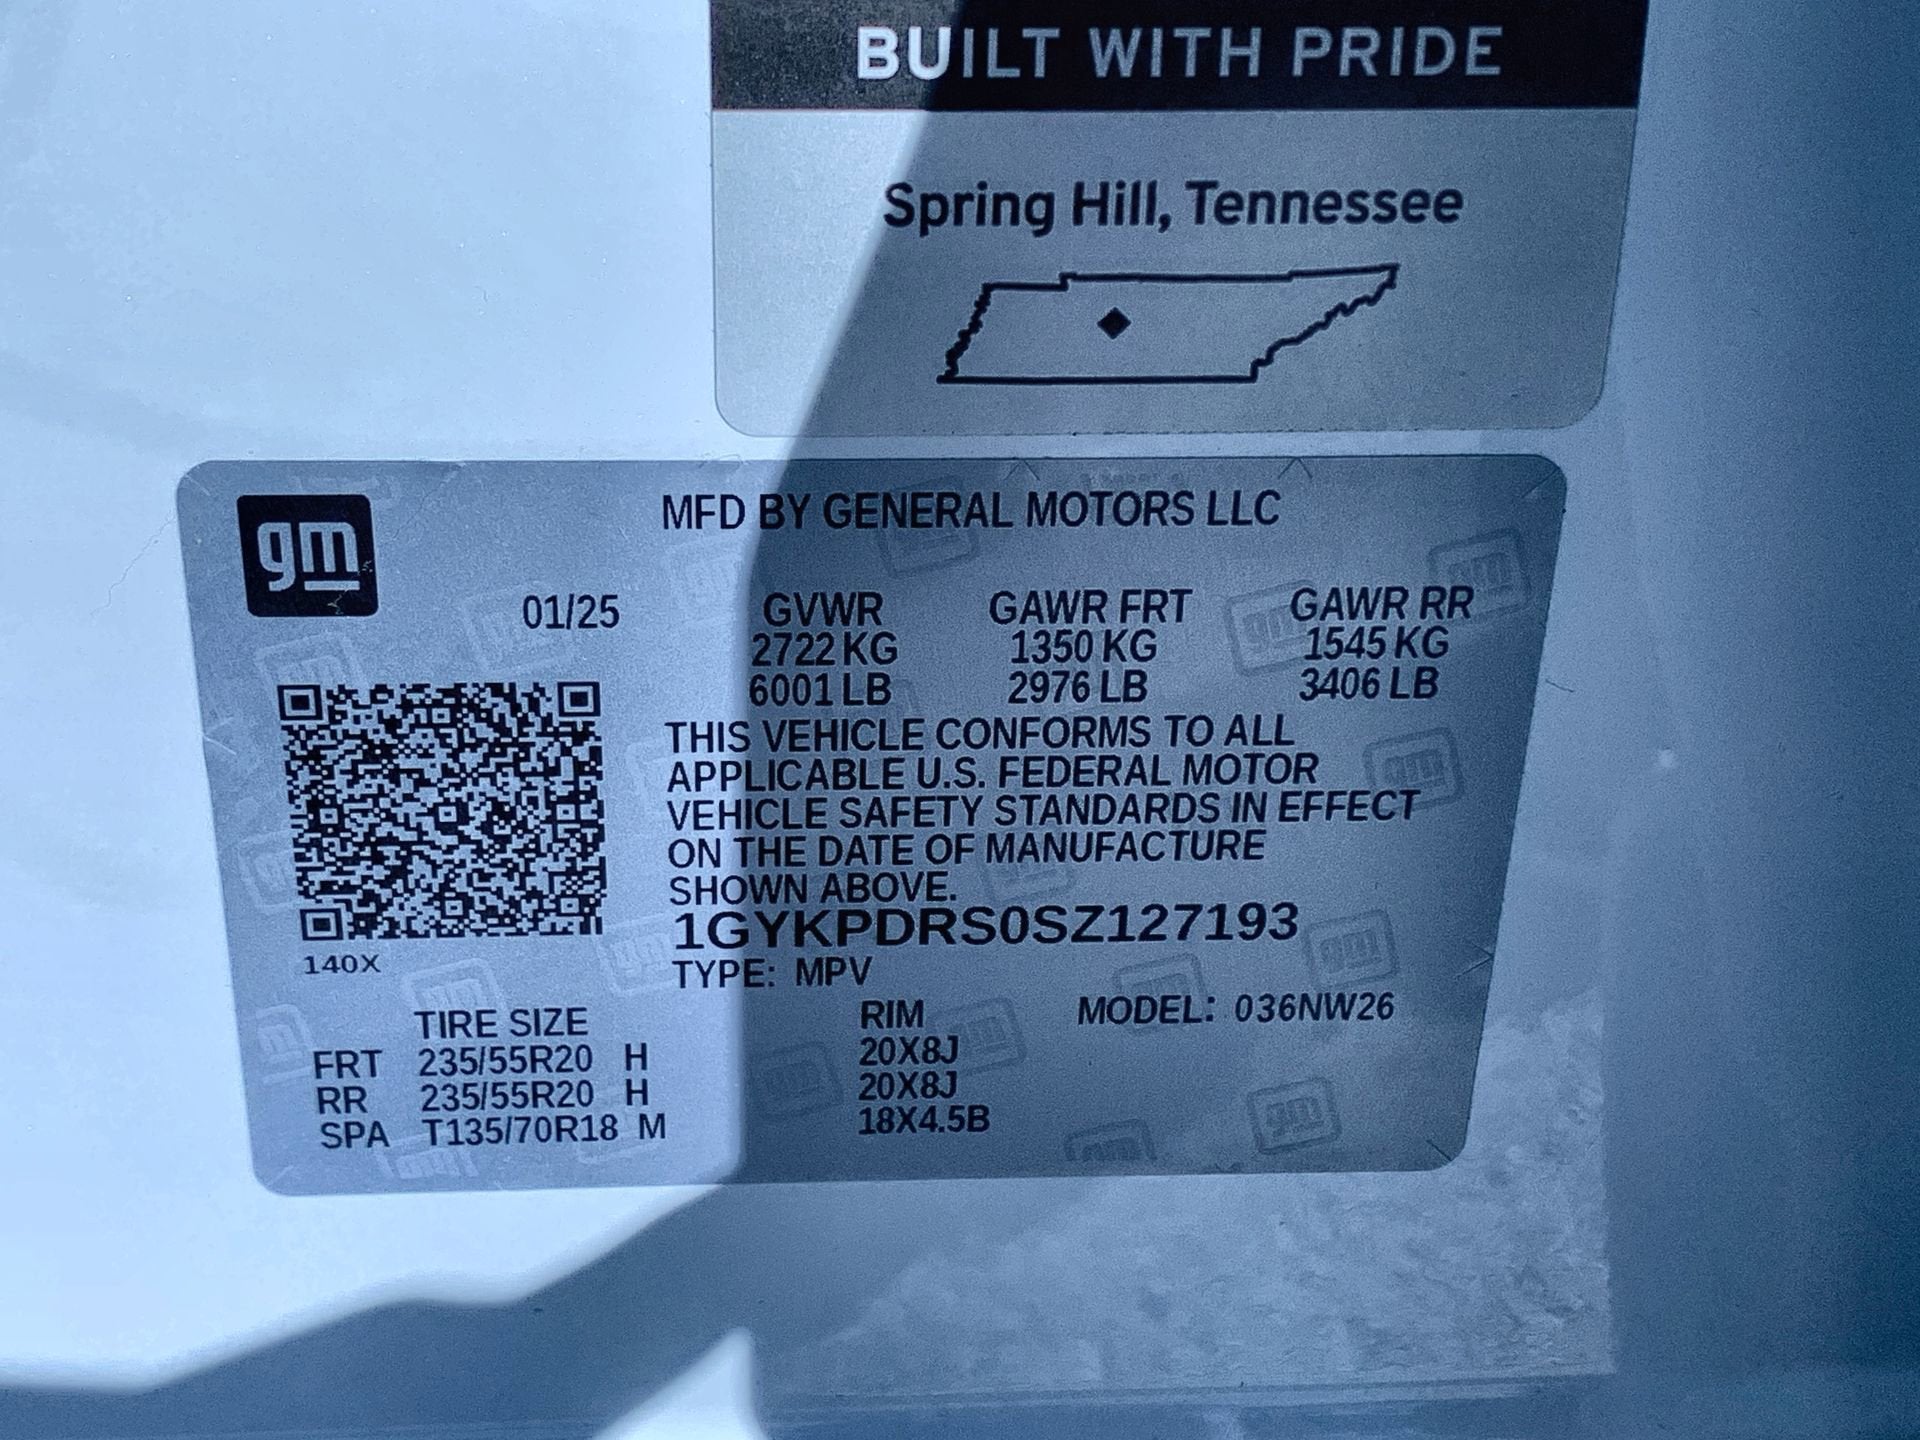 BUILT WITH PRIDE
Spring Hill, Tennessee
gm
MFD BY GENERAL MOTORS LLC
01/25 GVWR GAWR FRT GAWR RR
2722 KG 1350 KG 1545 KG
6001 LB 2976 LB 3406 LB
THIS VEHICLE CONFORMS TO ALL
APPLICABLE U.S. FEDERAL MOTOR
VEHICLE SAFETY STANDARDS IN EFFECT
ON THE DATE OF MANUFACTURE
SHOWN ABOVE.
1GYKPDRS0SZ127193
140X
TYPE: MPV
TIRE SIZE RIM MODEL: 036NW26
FRT 235/55R20 H 20X8J
RR 235/55R20 H 20X8J
SPA T135/70R18 M 18X4.5B